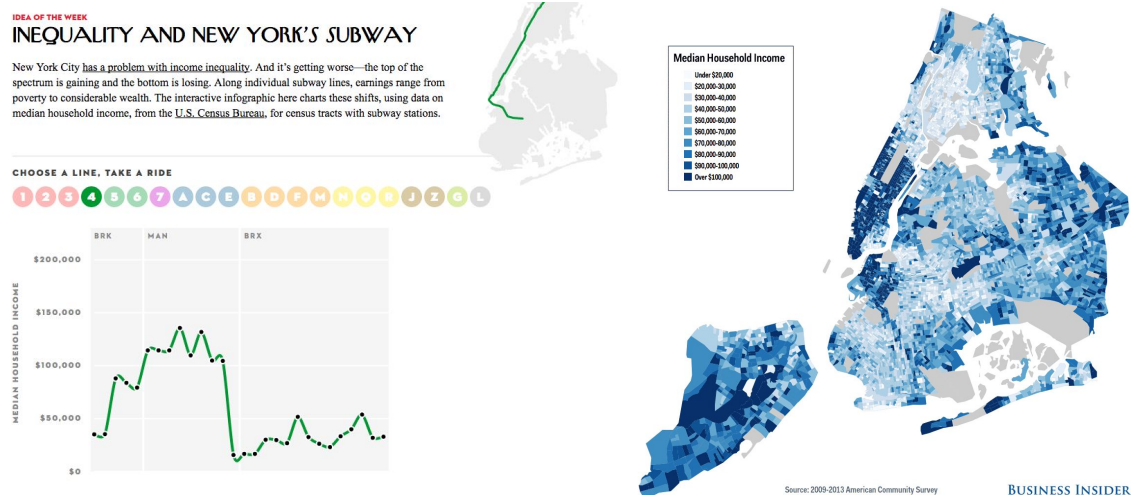 IDEA OF THE WEEK
INEQUALITY AND NEW YORK'S SUBWAY
New York City has a problem with income inequality. And it's getting worse—the top of the
spectrum is gaining and the bottom is losing. Along individual subway lines, earnings range from
poverty to considerable wealth. The interactive infographic here charts these shifts, using data on
median household income, from the U.S. Census Bureau, for census tracts with subway stations.
CHOOSE A LINE, TAKE A RIDE
1 2 3 4 5 6 7 A C E B D F M N Q R J Z G L
BRK MAN BRX
$200,000
$150,000
$100,000
$50,000
$0
MEDIAN HOUSEHOLD INCOME
Median Household Income
Under $20,000
$20,000-30,000
$30,000-40,000
$40,000-50,000
$50,000-60,000
$60,000-70,000
$70,000-80,000
$80,000-90,000
$90,000-100,000
Over $100,000
Source: 2009-2013 American Community Survey
BUSINESS INSIDER